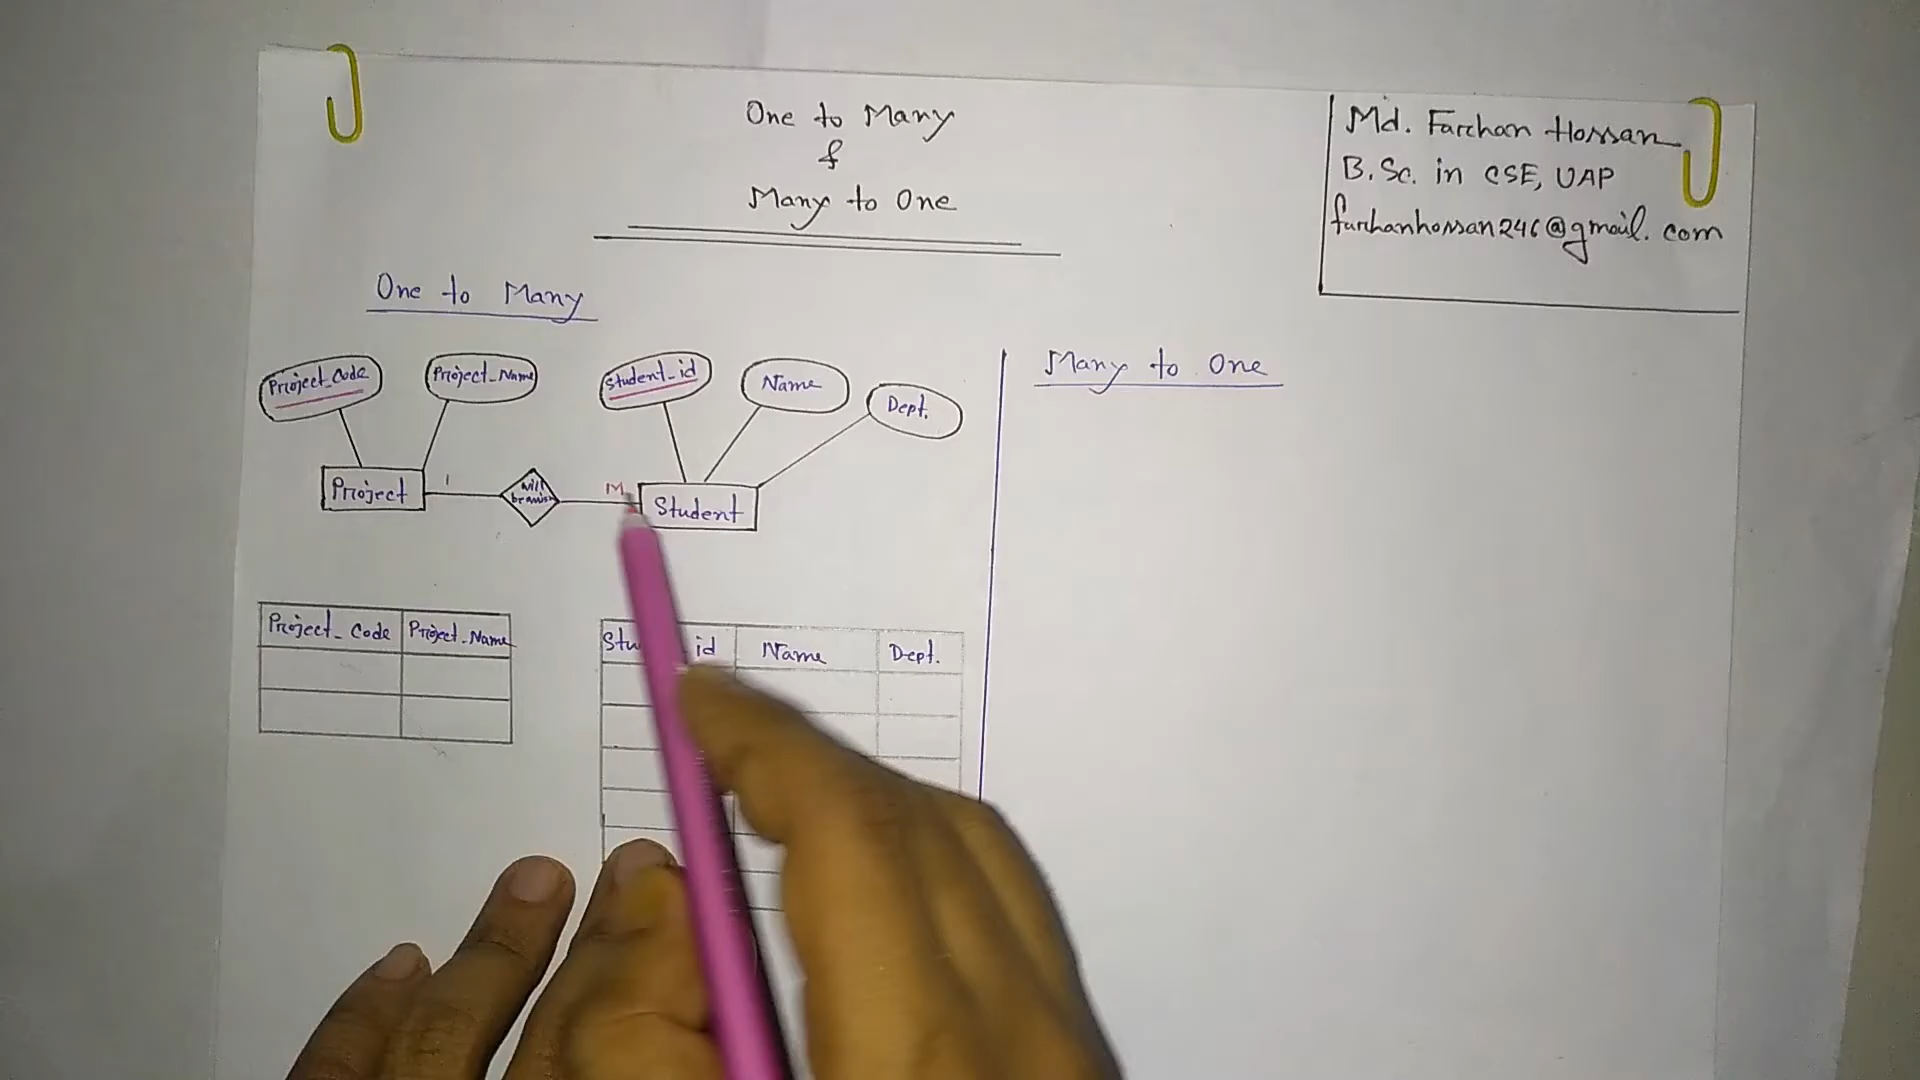 One to Many
&
Many to One
Md. Farhan Hossan
B.Sc. in CSE, UAP
farhanhossan246@gmail.com
One to Many
Project_Code
Project_Name
Student_id
Name
Dept.
Project
1
will
M
Student
Project_Code
Project_Name
id
Name
Dept.
Many to One